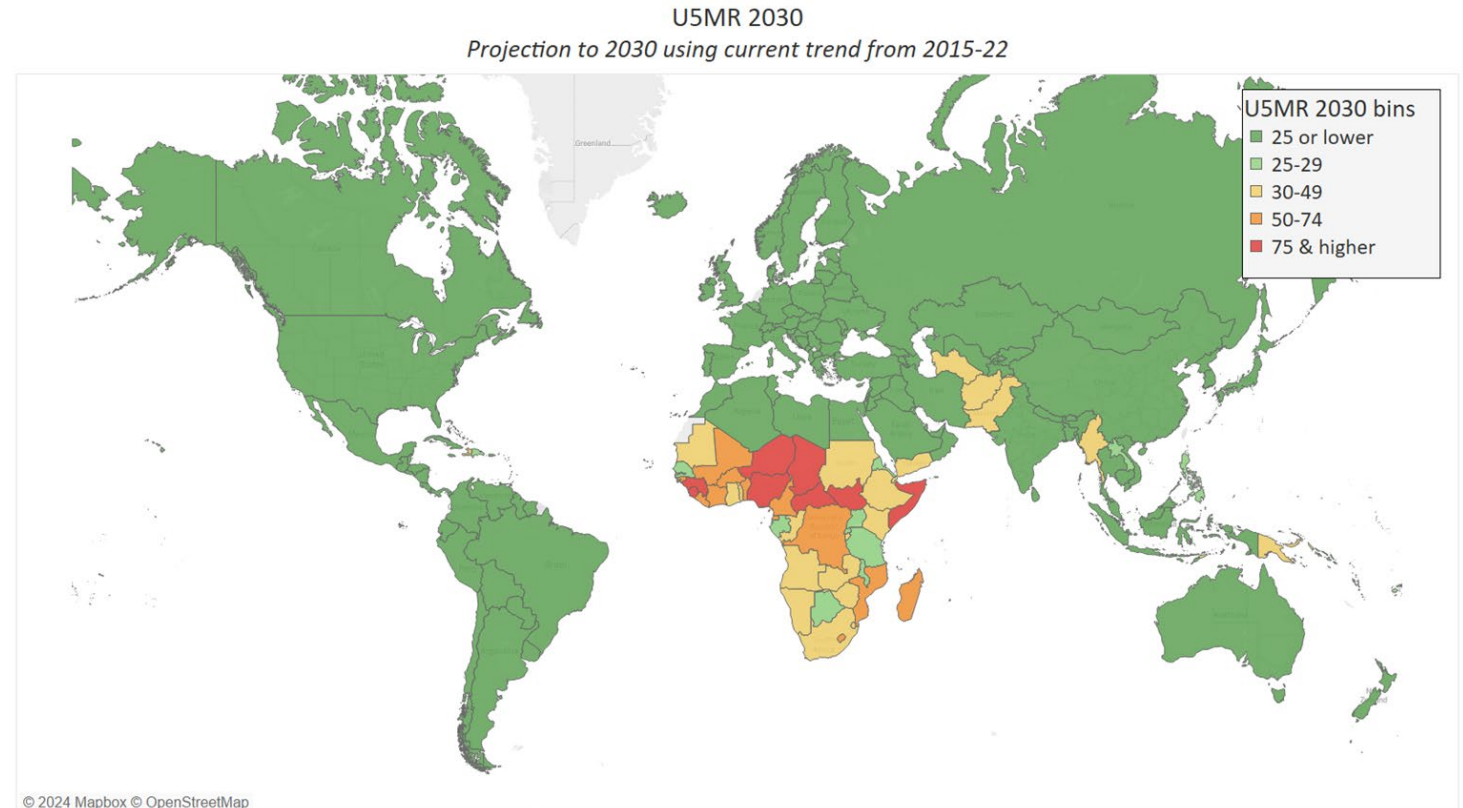 U5MR 2030
Projection to 2030 using current trend from 2015-22
U5MR 2030 bins
25 or lower
25-29
30-49
50-74
75 & higher
Greenland
© 2024 Mapbox © OpenStreetMap